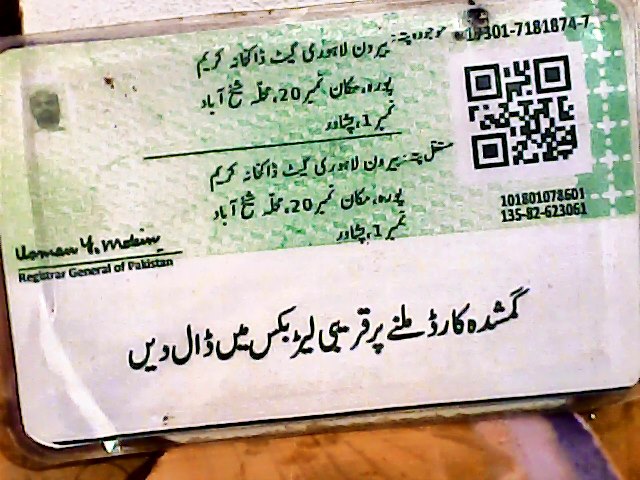 17301-7181874-7
موجودہ پتہ: بیرون لاہوری گیٹ ڈاکخانہ کریم
پورہ، مکان نمبر 20، محلہ شیخ آباد
نمبر 1، پشاور
مستقل پتہ: بیرون لاہوری گیٹ ڈاکخانہ کریم
پورہ، مکان نمبر 20، محلہ شیخ آباد
نمبر 1، پشاور
101801078601
135-82-623061
Usman Y. Mobin
Registrar General of Pakistan
گمشدہ کارڈ ملنے پر قریبی لیٹر بکس میں ڈال دیں